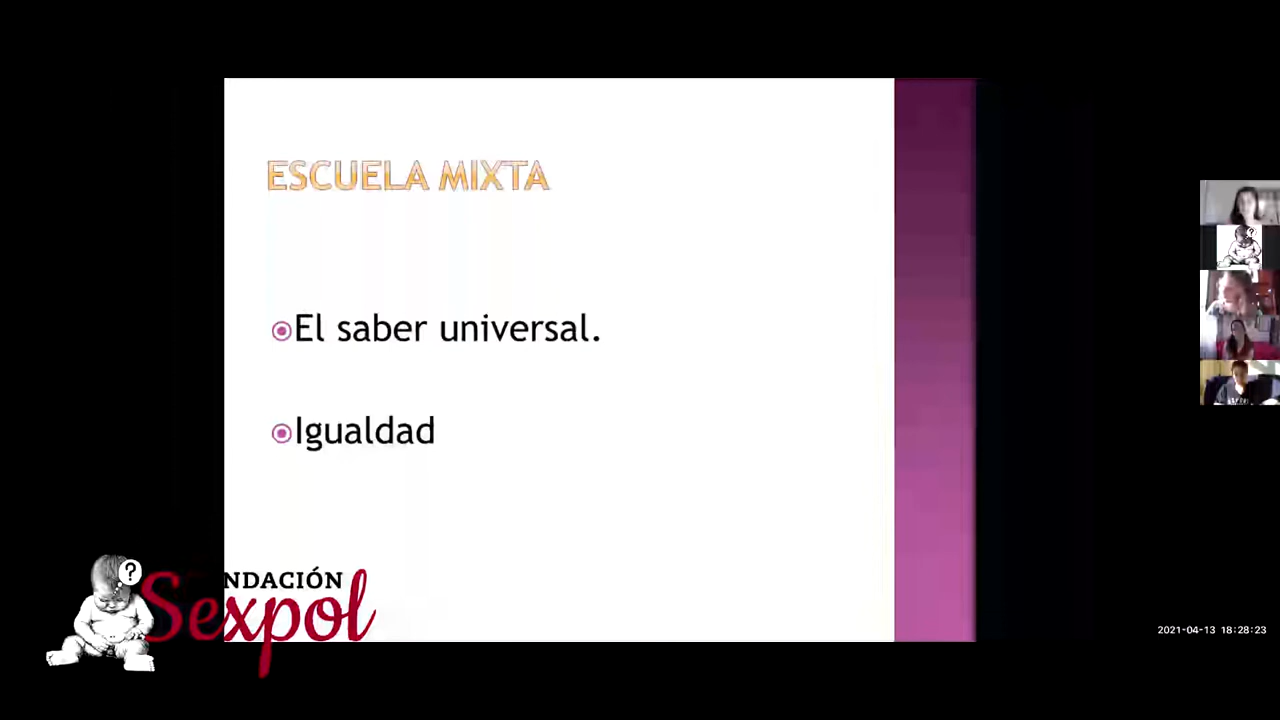 ESCUELA MIXTA
El saber universal.
Igualdad
?
NDACIÓN
Sexpol
2021-04-13 18:28:23